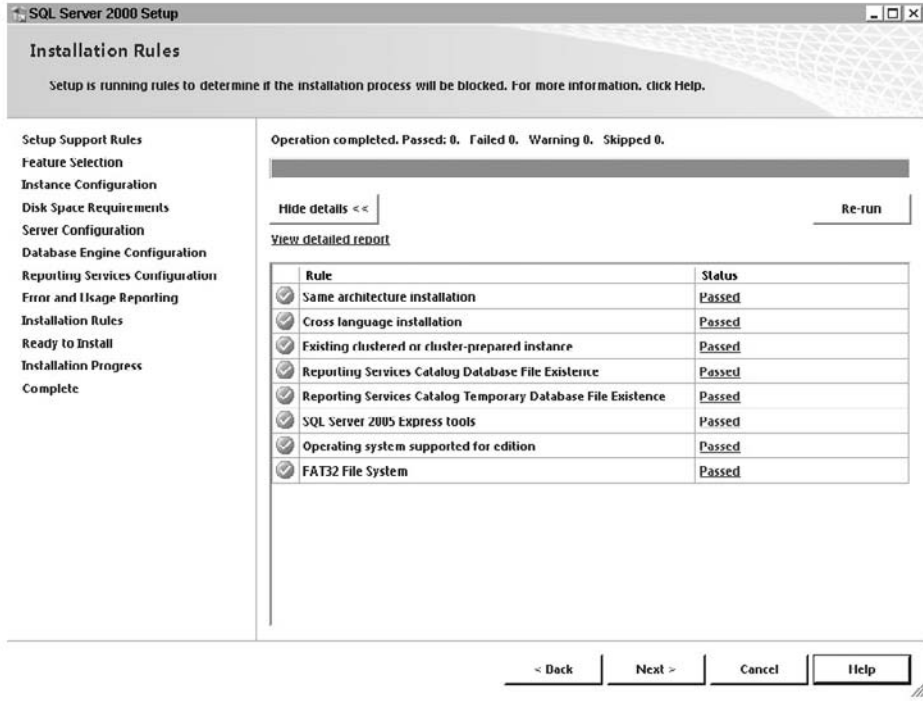 SQL Server 2000 Setup
Installation Rules
Setup is running rules to determine if the installation process will be blocked. For more information, click Help.
Setup Support Rules
Feature Selection
Instance Configuration
Disk Space Requirements
Server Configuration
Database Engine Configuration
Reporting Services Configuration
Error and Usage Reporting
Installation Rules
Ready to Install
Installation Progress
Complete
Operation completed. Passed: 0. Failed 0. Warning 0. Skipped 0.
Hide details <<
Re-run
View detailed report
Rule Status
Same architecture installation Passed
Cross language installation Passed
Existing clustered or cluster-prepared instance Passed
Reporting Services Catalog Database File Existence Passed
Reporting Services Catalog Temporary Database File Existence Passed
SQL Server 2005 Express tools Passed
Operating system supported for edition Passed
FAT32 File System Passed
< Back Next > Cancel Help